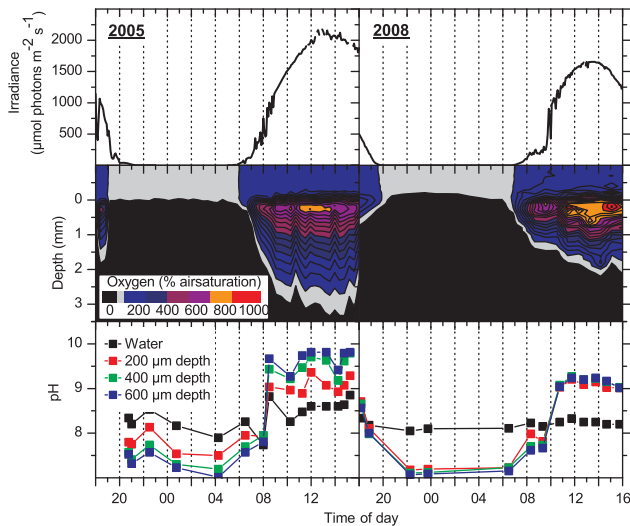 2005
2008
Irradiance
(µmol) photons m-2 s-1)
2000
1500
1000
500
Depth (mm)
0
1
2
3
Oxygen (% airsaturation)
0 200 400 600 800 1000
pH
10
9
8
Water
200 µm depth
400 µm depth
600 µm depth
20 00 04 08 12 20 00 04 08 12 16
Time of day